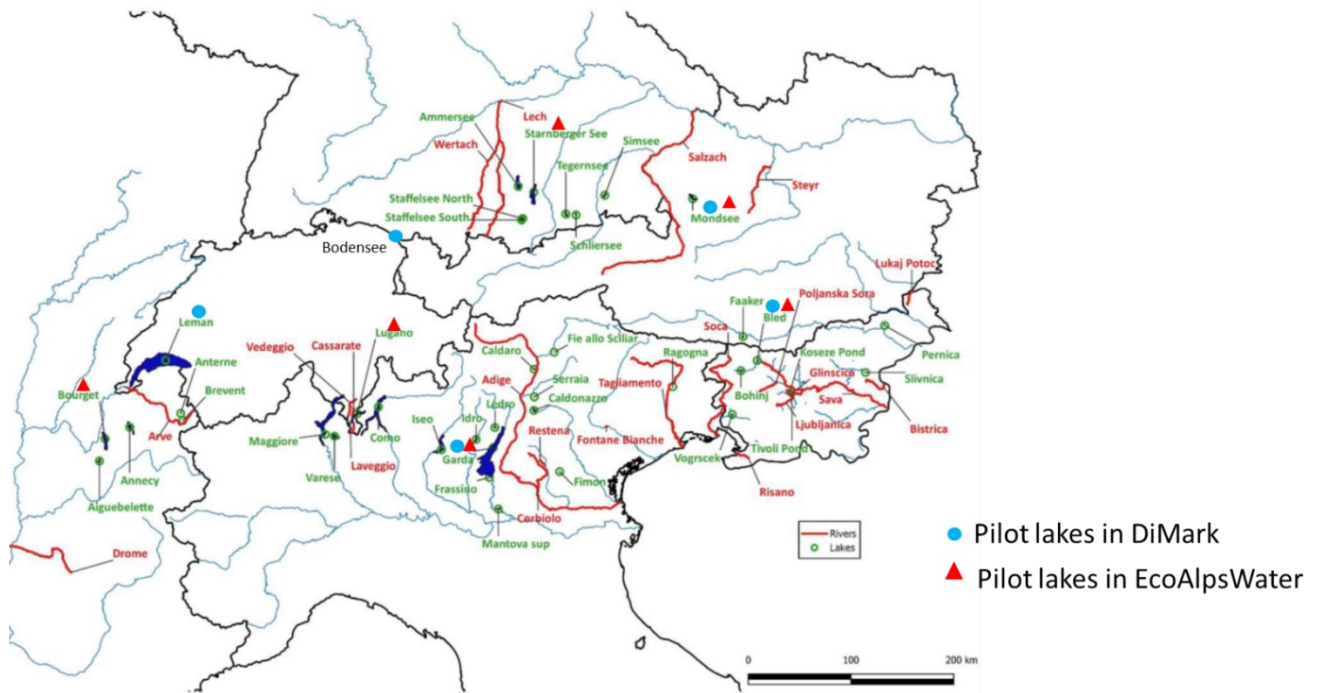 Ammersee
Lech
Starnberger See
Simsee
Wertach
Tegernsee
Salzach
Steyr
Staffelsee North
Staffelsee South
Mondsee
Schliersee
Bodensee
Lukaj Potoc
Poljanska Sora
Faaker
Bled
Leman
Lugano
Cassarate
Vedeggio
Soca
Koseze Pond
Fie allo Sciliar
Ragogna
Glinscica
Pernica
Anterne
Caldaro
Slivnica
Bourget
Brevent
Adige
Serraia
Tagliamento
Bohinj
Sava
Ledro
Caldonazzo
Iseo
Idro
Ljubljanica
Bistrica
Arve
Maggiore
Como
Restena
Fontane Bianche
Garda
Tivoli Pond
Laveggio
Vogrscek
Annecy
Varese
Frassino
Fimon
Risano
Aiguebelette
Corbiolo
Mantova sup
Drome
Rivers
Lakes
Pilot lakes in DiMark
Pilot lakes in EcoAlpsWater
0 100 200 km